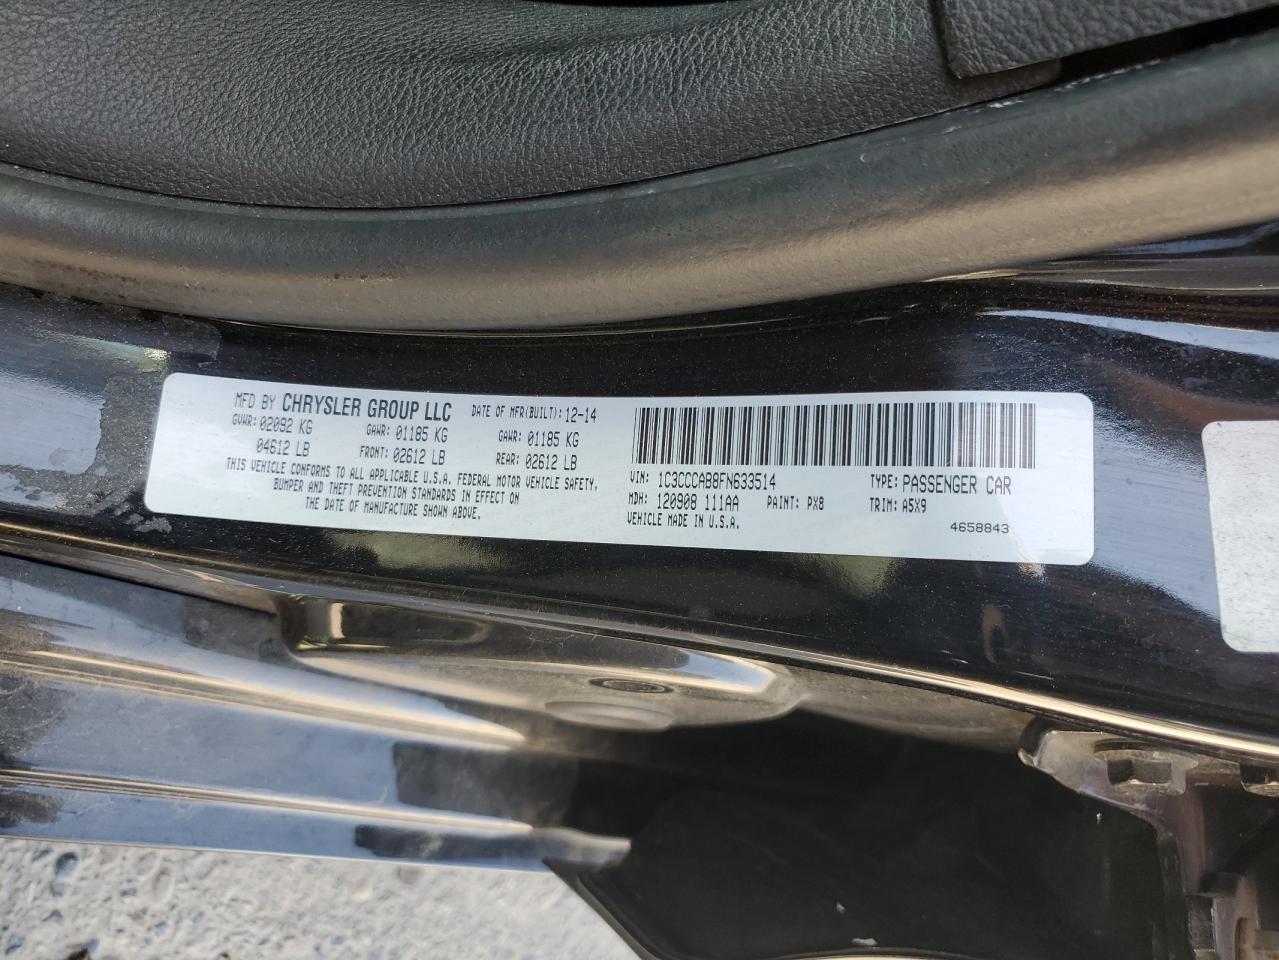 MFD BY CHRYSLER GROUP LLC DATE OF MFR(BUILT): 12-14
GVWR: 02092 KG GAWR: 01185 KG GAWR: 01185 KG
04612 LB FRONT: 02612 LB REAR: 02612 LB
THIS VEHICLE CONFORMS TO ALL APPLICABLE U.S.A. FEDERAL MOTOR VEHICLE SAFETY,
BUMPER AND THEFT PREVENTION STANDARDS IN EFFECT ON
THE DATE OF MANUFACTURE SHOWN ABOVE.
VIN: 1C3CCCAB8FN633514 TYPE: PASSENGER CAR
MDH: 120908 111AA PAINT: PX8 TRIM: A5X9
VEHICLE MADE IN U.S.A. 4658843